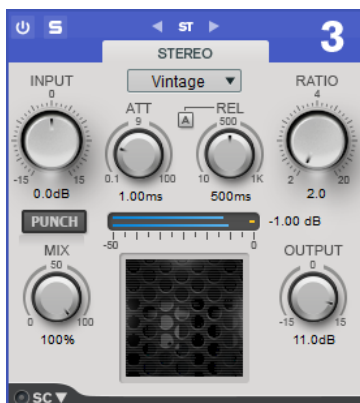 S ST 3
STEREO
INPUT Vintage RATIO
0 ATT REL 4
9 A 500
-15 15 0.1 100 10 1K 2 20
0.0dB 1.00ms 500ms 2.0
PUNCH -1.00 dB
-50 0
MIX OUTPUT
50 0
0 100 -15 15
100% 11.0dB
SC